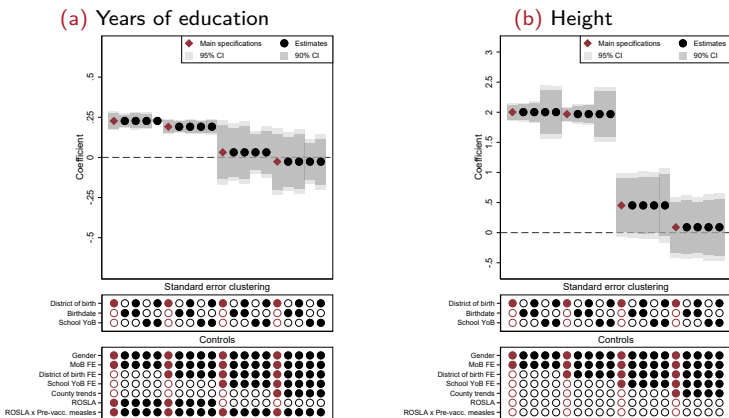 (a) Years of education
Main specifications
Estimates
95% CI
90% CI
Coefficient
.5
.25
0
-.25
-.5
Standard error clustering
District of birth
Birthdate
School YoB
Controls
Gender
MoB FE
District of birth FE
School YoB FE
County trends
ROSLA
ROSLA x Pre-vacc. measles
(b) Height
Main specifications
Estimates
95% CI
90% CI
Coefficient
3
2.5
2
1.5
1
.5
0
-.5
Standard error clustering
District of birth
Birthdate
School YoB
Controls
Gender
MoB FE
District of birth FE
School YoB FE
County trends
ROSLA
ROSLA x Pre-vacc. measles